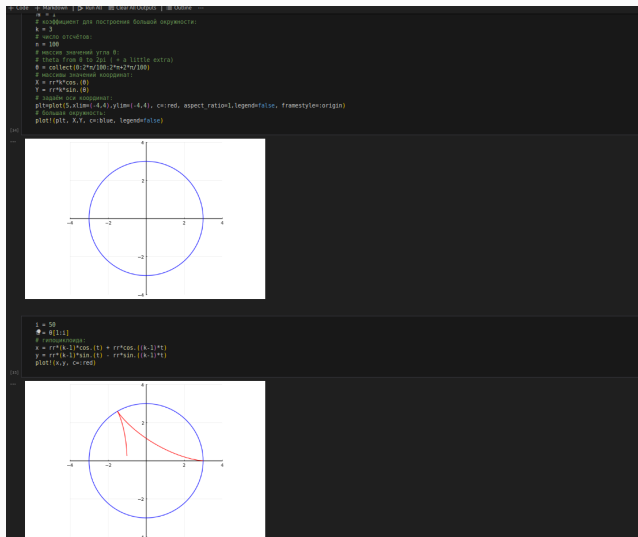 Code + Markdown | ▷ Run All Clear All Outputs | Outline ...
# коэффициент для построения большой окружности:
k = 3
# число отсчётов:
n = 100
# массив значений угла θ:
# theta from 0 to 2pi ( + a little extra)
θ = collect(0:2*π/100:2*π+2*π/100)
# массивы значений координат:
X = rr*k*cos.(θ)
Y = rr*k*sin.(θ)
# задаём оси координат:
plt=plot(5,xlim=(-4,4),ylim=(-4,4), c=:red, aspect_ratio=1,legend=false, framestyle=:origin)
# большая окружность:
plot!(plt, X,Y, c=:blue, legend=false)
4
2
-4 -2 2 4
-2
-4
i = 50
= θ[1:i]
# гипоциклоида:
x = rr*(k-1)*cos.(t) + rr*cos.((k-1)*t)
y = rr*(k-1)*sin.(t) - rr*sin.((k-1)*t)
plot!(x,y, c=:red)
4
2
-4 -2 2 4
-2